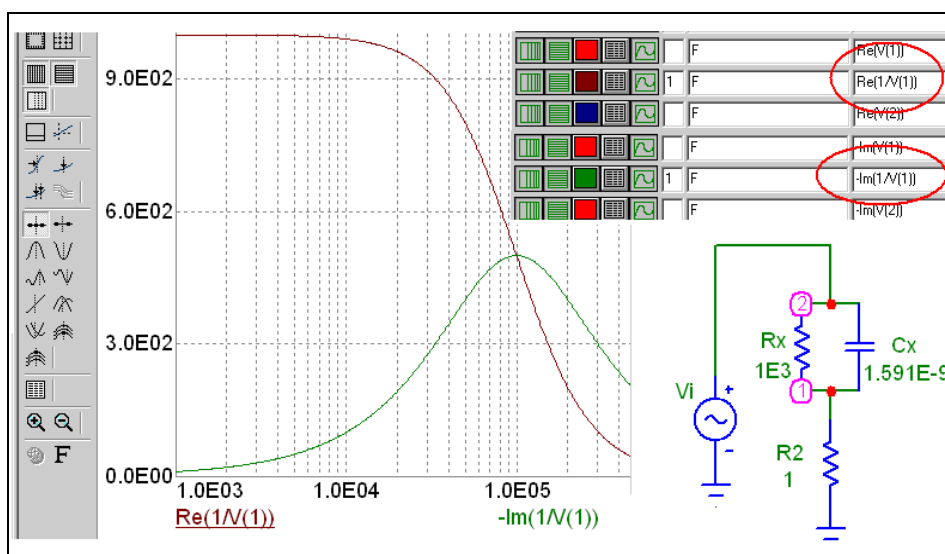 9.0E02
6.0E02
3.0E02
0.0E00
1.0E03 1.0E04 1.0E05
Re(1/V(1)) -Im(1/V(1))
F Re(V(1))
1 F Re(1/V(1))
F Re(V(2))
F -Im(V(1))
1 F -Im(1/V(1))
F -Im(V(2))
2
Rx Cx
1E3 1.591E-9
1
Vi +
-
R2
1
F